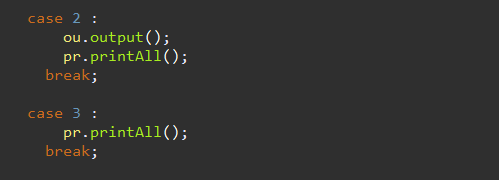 case 2 :
ou.output();
pr.printAll();
break;
case 3 :
pr.printAll();
break;